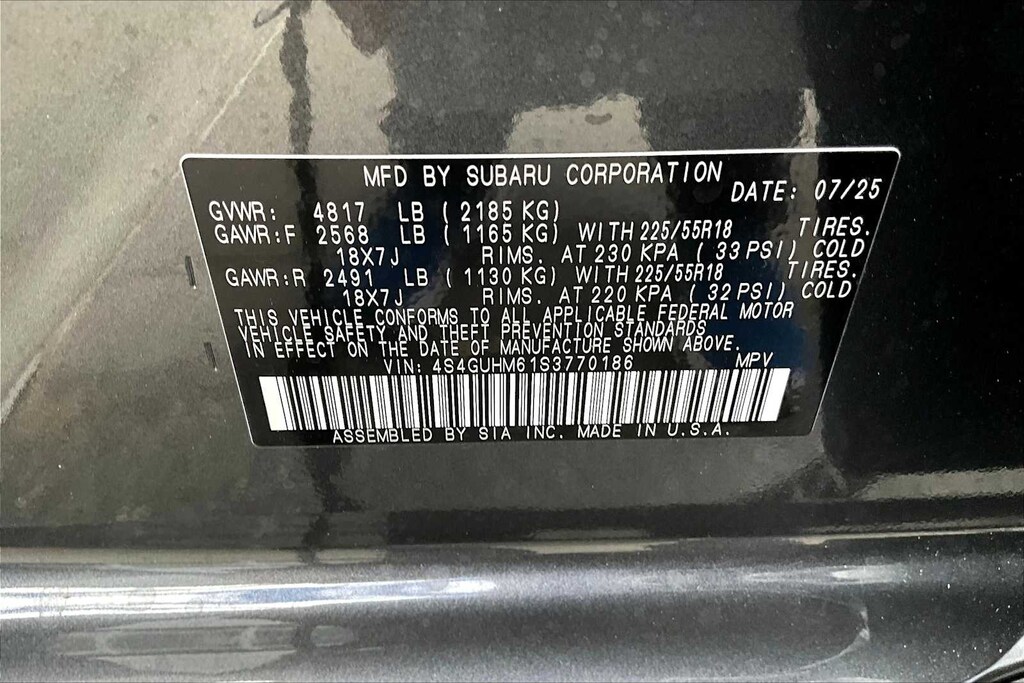 MFD BY SUBARU CORPORATION DATE: 07/25
GVWR: 4817 LB ( 2185 KG)
GAWR:F 2568 LB ( 1165 KG) WITH 225/55R18 TIRES.
18X7J RIMS. AT 230 KPA ( 33 PSI) COLD
GAWR:R 2491 LB ( 1130 KG) WITH 225/55R18 TIRES.
18X7J RIMS. AT 220 KPA ( 32 PSI) COLD
THIS VEHICLE CONFORMS TO ALL APPLICABLE FEDERAL MOTOR
VEHICLE SAFETY AND THEFT PREVENTION STANDARDS
IN EFFECT ON THE DATE OF MANUFACTURE SHOWN ABOVE.
VIN: 4S4GUHM61S3770186 MPV
ASSEMBLED BY SIA INC. MADE IN U.S.A.